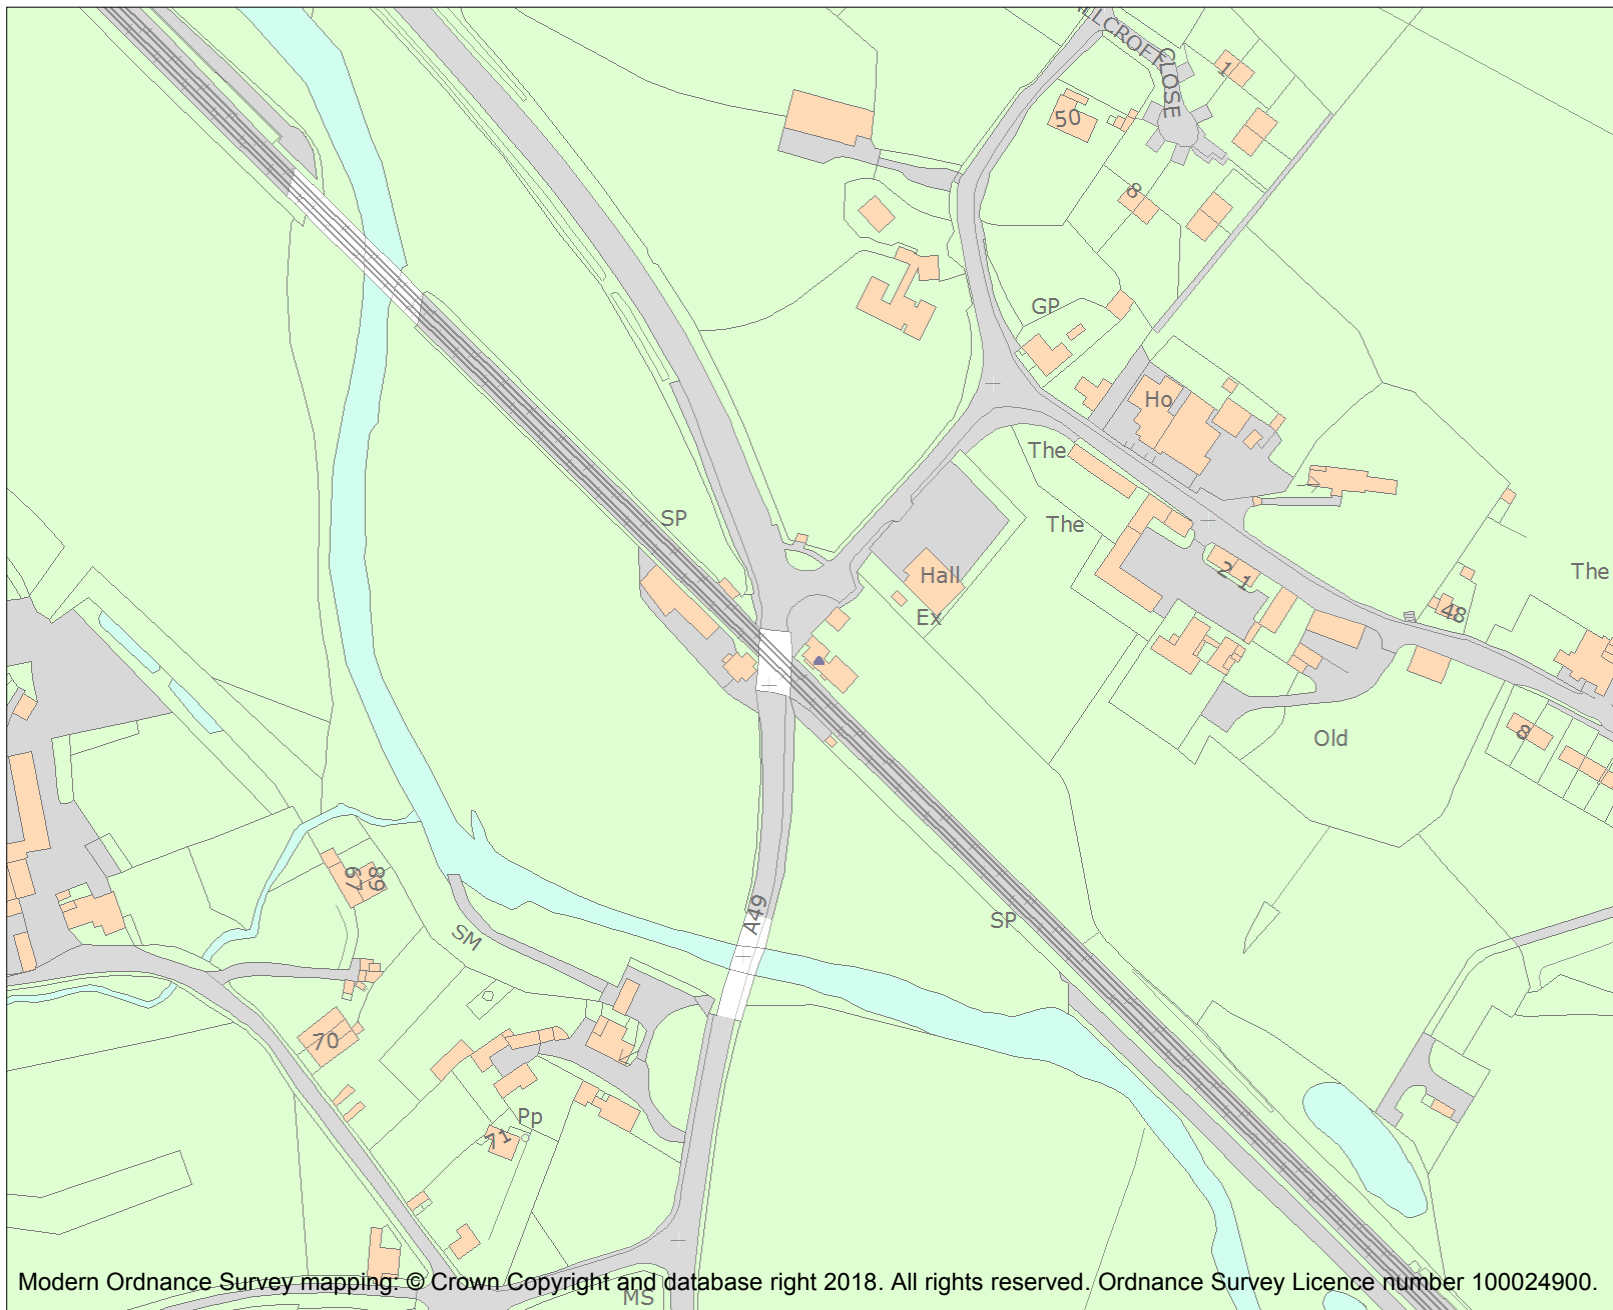 CLOSE
1
50
8
GP
Ho
The
SP
The
Hall
2 1
The
Ex
48
8
Old
67
68
A49
SP
SM
70
Pp
71
Modern Ordnance Survey mapping: © Crown Copyright and database right 2018. All rights reserved. Ordnance Survey Licence number 100024900.
MS